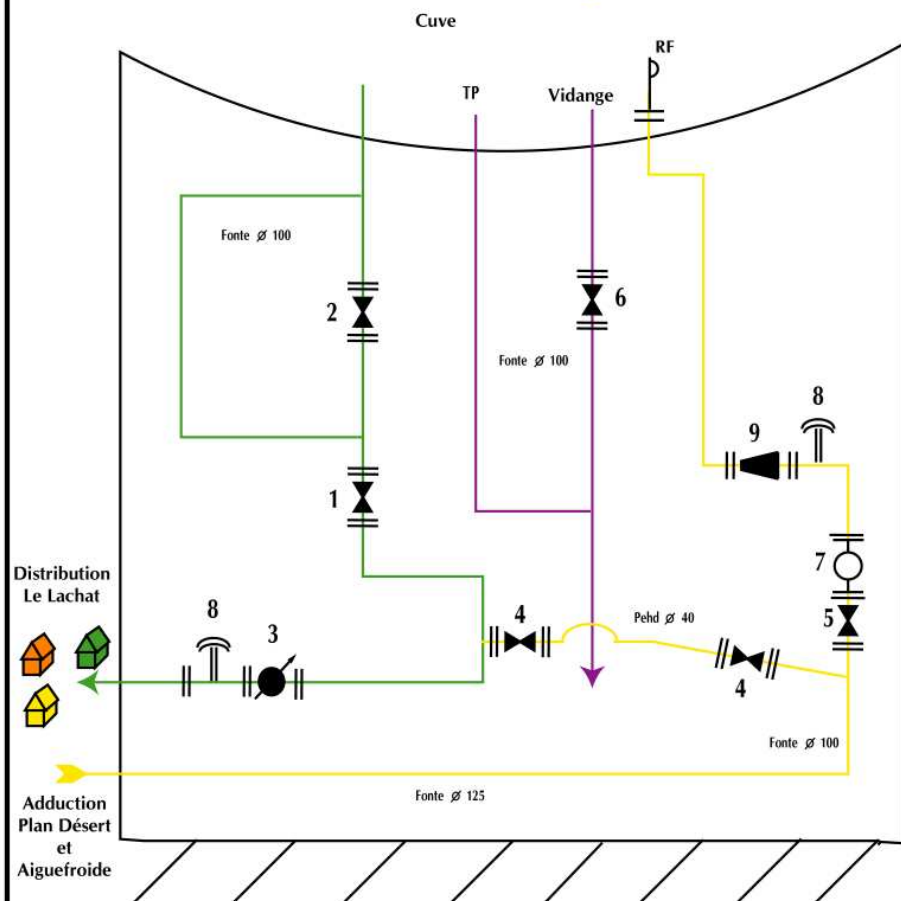 Cuve
RF
TP
Vidange
Fonte ø 100
2
6
Fonte ø 100
8
9
1
7
Distribution
Le Lachat
8
3
4
Pehd ø 40
5
4
Fonte ø 100
Fonte ø 125
Adduction
Plan Désert
et
Aiguefroide